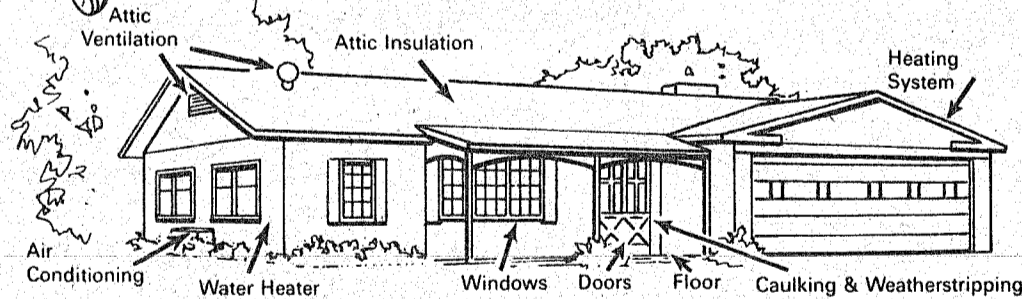 Attic
Ventilation
Attic Insulation
Heating
System
Air
Conditioning
Water Heater
Windows
Doors
Floor
Caulking & Weatherstripping